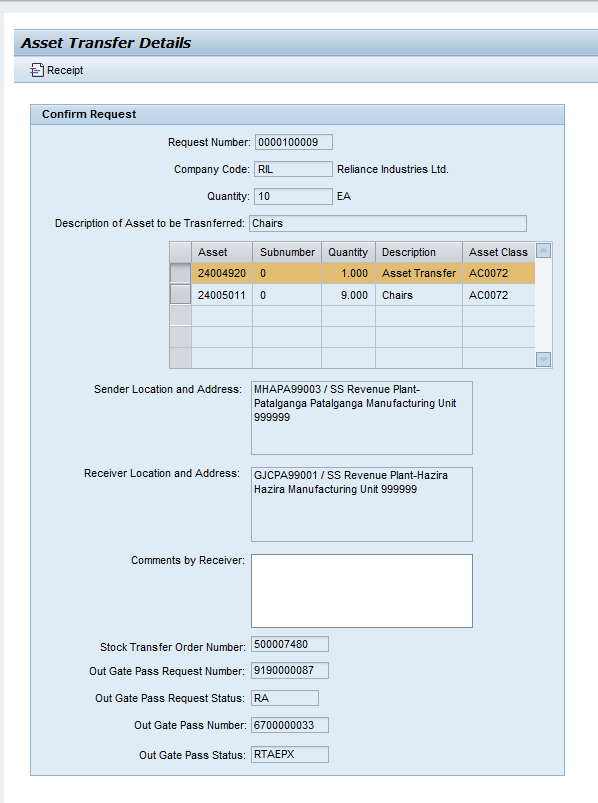 Asset Transfer Details
Receipt
Confirm Request
Request Number: 0000100009
Company Code: RIL Reliance Industries Ltd.
Quantity: 10 EA
Description of Asset to be Trasnferred: Chairs
Asset Subnumber Quantity Description Asset Class
24004920 0 1.000 Asset Transfer AC0072
24005011 0 9.000 Chairs AC0072
Sender Location and Address: MHAPA99003 / SS Revenue Plant-
Patalganga Patalganga Manufacturing Unit
999999
Receiver Location and Address: GJCPA99001 / SS Revenue Plant-Hazira
Hazira Manufacturing Unit 999999
Comments by Receiver:
Stock Transfer Order Number: 500007480
Out Gate Pass Request Number: 9190000087
Out Gate Pass Request Status: RA
Out Gate Pass Number: 6700000033
Out Gate Pass Status: RTAEPX